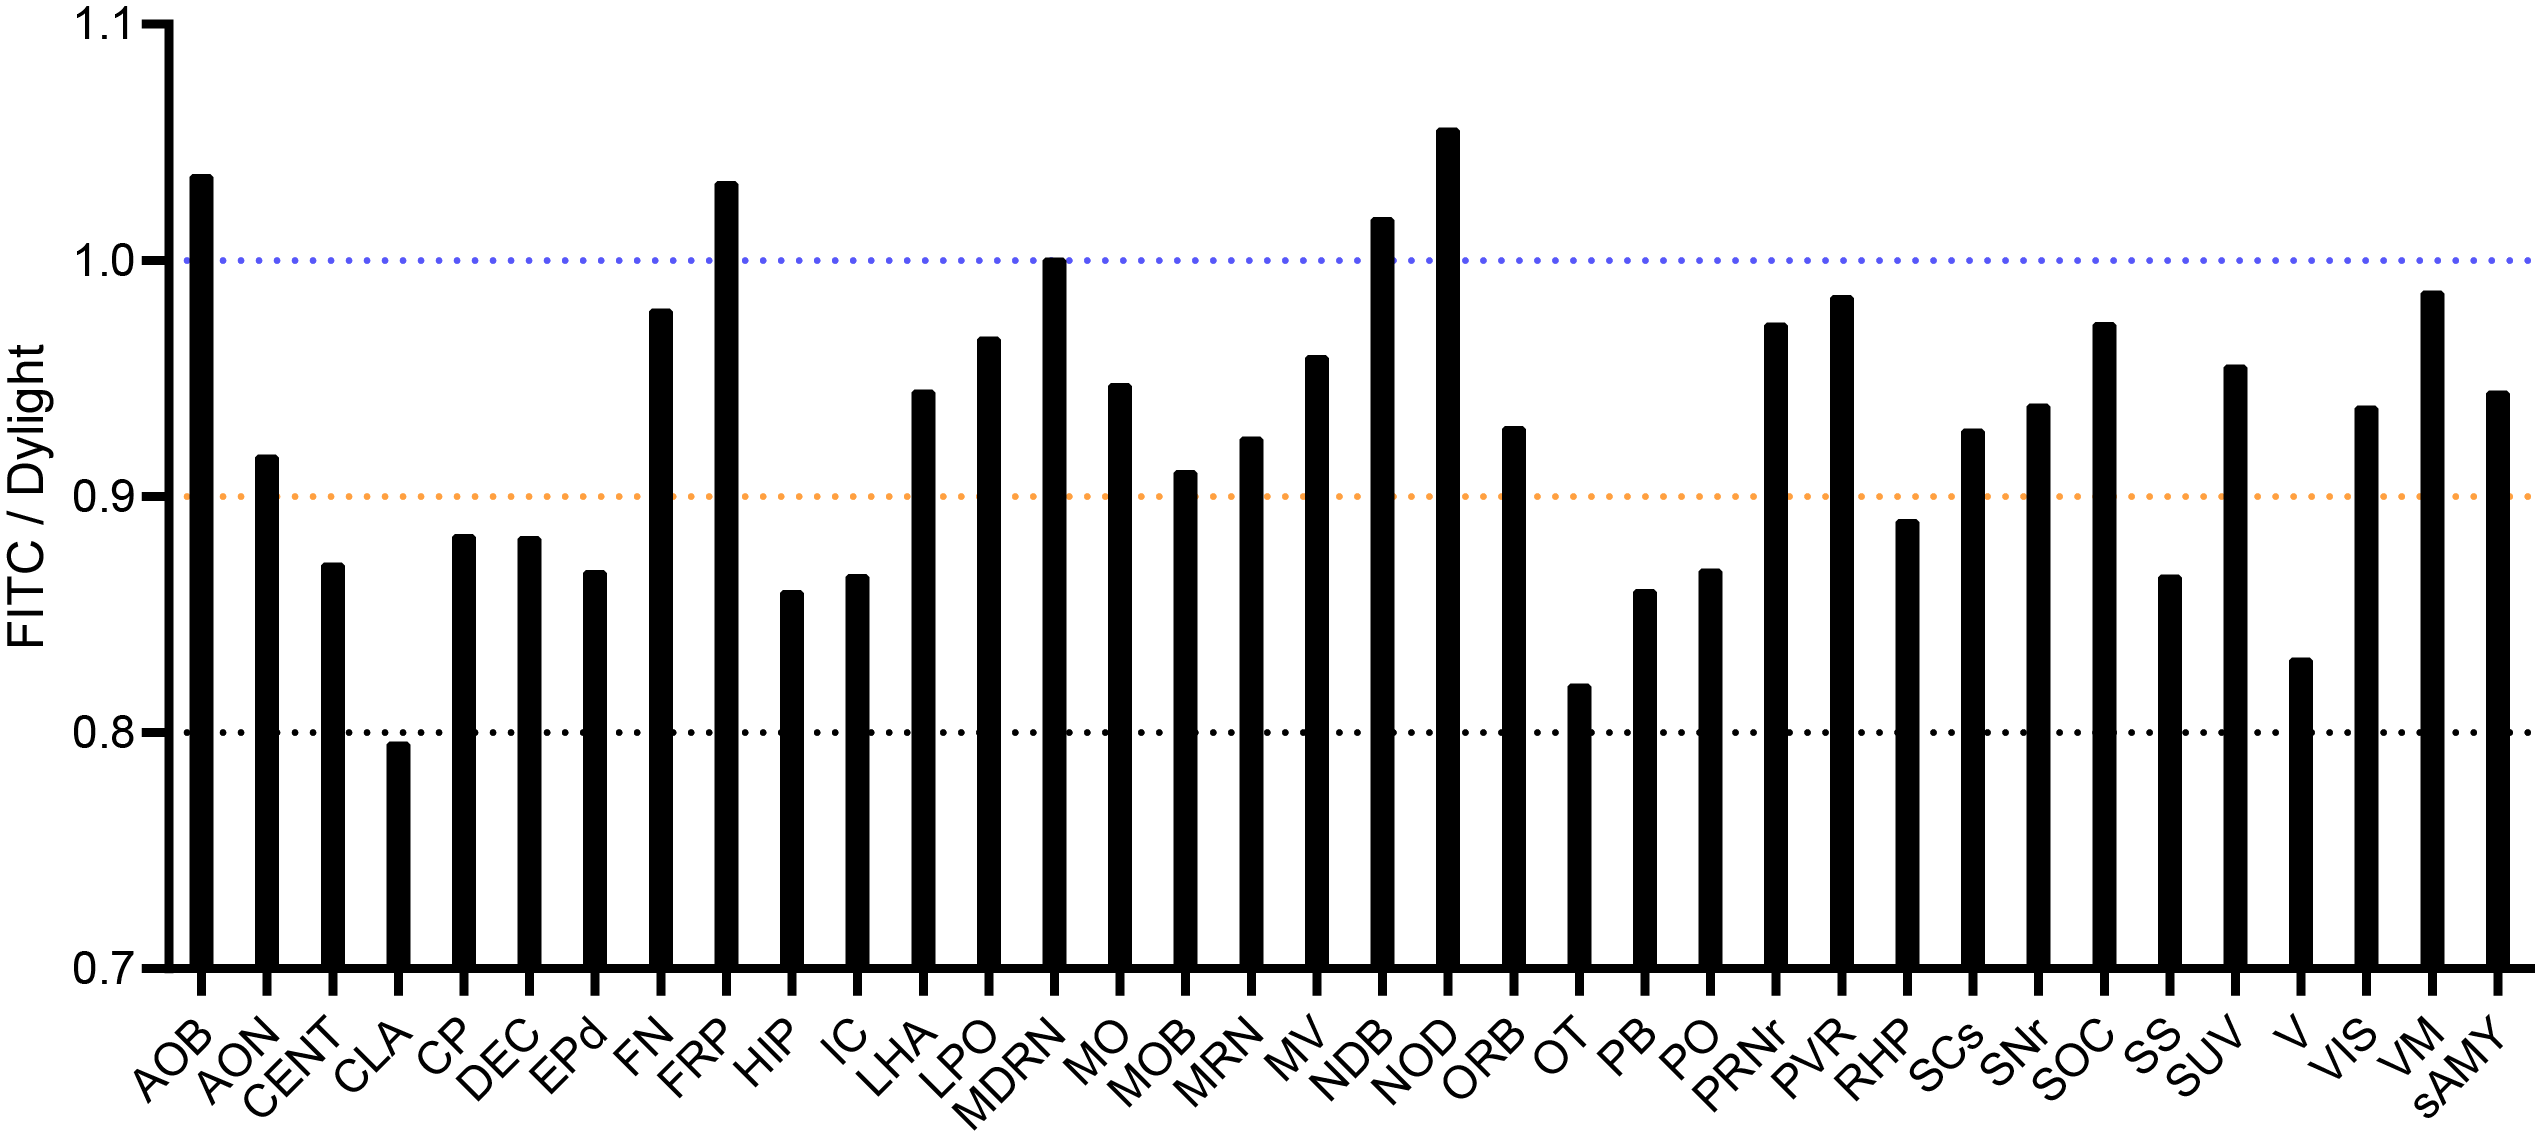 1.1
1.0
0.9
0.8
0.7
FITC / Dylight
AOB
AON
CENT
CLA
CP
DEC
EPd
FN
FRP
HIP
IC
LHA
LPO
MDRN
MO
MOB
MRN
MV
NDB
NOD
ORB
OT
PB
PO
PRNr
PVR
RHP
SCs
SNr
SOC
SS
SUV
V
VIS
VM
sAMY